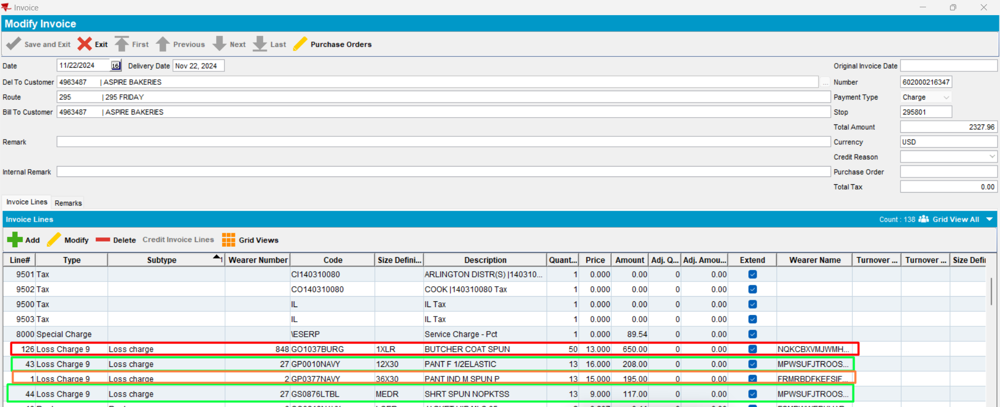 Invoice
Modify Invoice
Save and Exit Exit First Previous Next Last Purchase Orders
Date 11/22/2024 16 Delivery Date Nov 22, 2024 Original Invoice Date
Del To Customer 4963487 | ASPIRE BAKERIES ... Number 602000216347
Route 295 | 295 FRIDAY Payment Type Charge
Bill To Customer 4963487 | ASPIRE BAKERIES Stop 295801
Total Amount 2327.96
Remark Currency USD
Credit Reason
Internal Remark Purchase Order
Total Tax 0.00
Invoice Lines Remarks
Invoice Lines Count : 138 Grid View All
Add Modify Delete Credit Invoice Lines Grid Views
Line# Type Subtype 1 Wearer Number Code Size Defini... Description Quant... Price Amount Adj. Q... Adj. Amou... Extend Wearer Name Turnover ... Turnover ... Size Defi
9501 Tax CI140310080 ARLINGTON DISTR(S) |140310... 1 0.000 0.00 0 0.00
9502 Tax CO140310080 COOK |140310080 Tax 1 0.000 0.00 0 0.00
9500 Tax IL IL Tax 1 0.000 0.00 0 0.00
9503 Tax IL IL Tax 1 0.000 0.00 0 0.00
8000 Special Charge \ESERP Service Charge - Pct 1 0.000 89.54 0 0.00
126 Loss Charge 9 Loss charge 848 GO1037BURG 1XLR BUTCHER COAT SPUN 50 13.000 650.00 0 0.00 NQKCBXVMJWMH...
43 Loss Charge 9 Loss charge 27 GP0010NAVY 12X30 PANT F 1/2ELASTIC 13 16.000 208.00 0 0.00 MPWSUFJTROOS...
1 Loss Charge 9 Loss charge 2 GP0377NAVY 36X30 PANT IND M SPUN P 13 15.000 195.00 0 0.00 FRMRBDFKEFSIF...
44 Loss Charge 9 Loss charge 27 GS0876LTBL MEDR SHRT SPUN NOPKTSS 13 9.000 117.00 0 0.00 MPWSUFJTROOS...